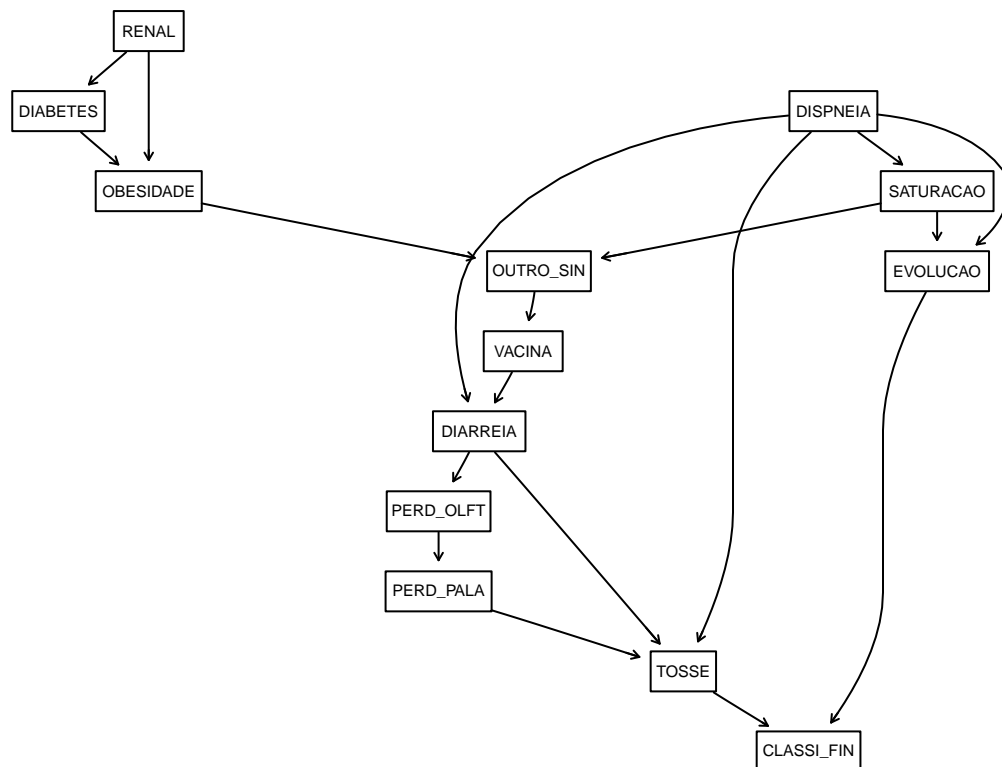 RENAL
DIABETES
DISPNEIA
OBESIDADE
SATURACAO
OUTRO_SIN
EVOLUCAO
VACINA
DIARREIA
PERD_OLFT
PERD_PALA
TOSSE
CLASSI_FIN